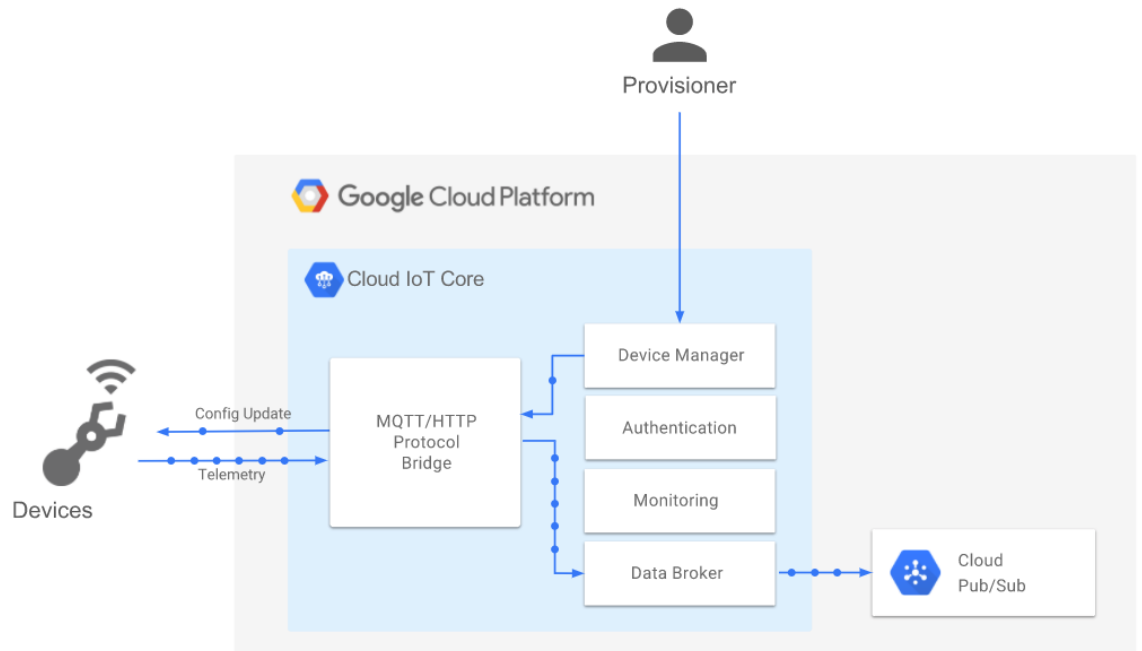 Provisioner
Google Cloud Platform
Cloud IoT Core
Device Manager
Config Update
MQTT/HTTP
Protocol
Bridge
Authentication
Telemetry
Monitoring
Devices
Data Broker
Cloud
Pub/Sub